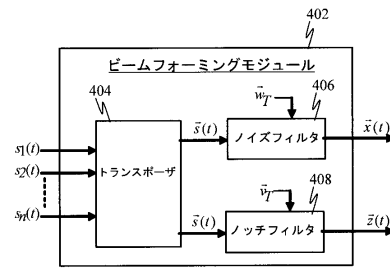 402
ビームフォーミングモジュール
404
406
w⃗T
s⃗(t)
ノイズフィルタ
x⃗(t)
s1(t)
s2(t)
sn(t)
トランスポーザ
408
v⃗T
s⃗(t)
ノッチフィルタ
z⃗(t)